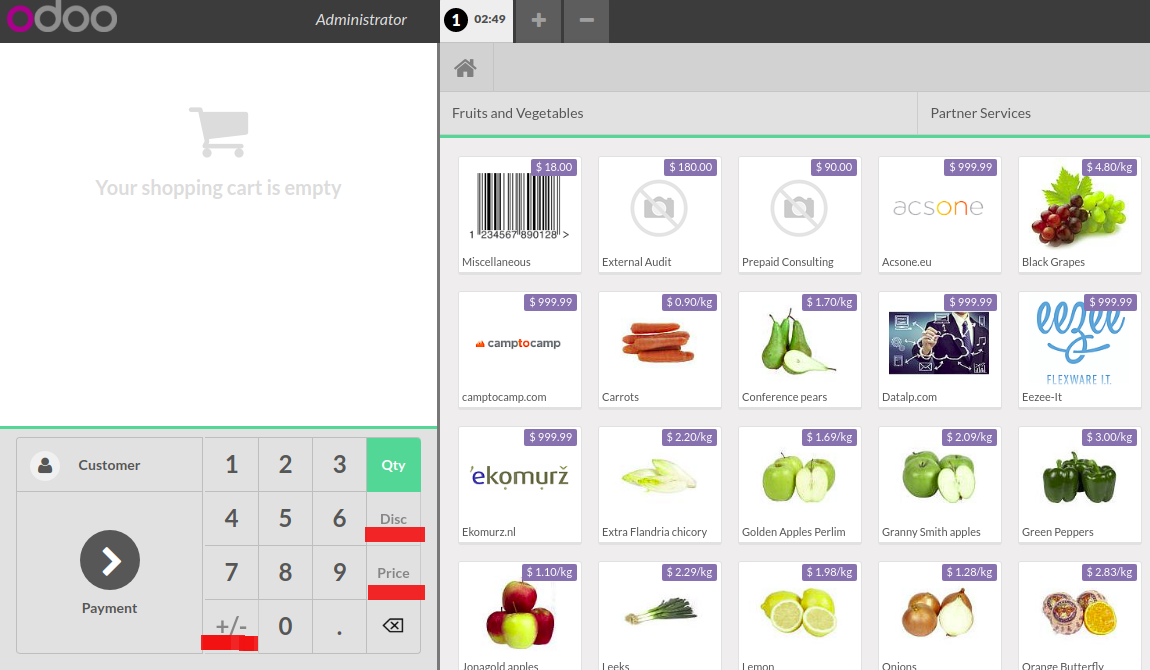 odoo
Administrator
1 02:49 + −
Fruits and Vegetables
Partner Services
Your shopping cart is empty
$ 18.00
1 234567 890128 >
Miscellaneous
$ 180.00
External Audit
$ 90.00
Prepaid Consulting
$ 999.99
acsone
Acsone.eu
$ 4.80/kg
Black Grapes
$ 999.99
camptocamp
camptocamp.com
$ 0.90/kg
Carrots
$ 1.70/kg
Conference pears
$ 999.99
Datalp.com
$ 999.99
eezee
FLEXWARE I.T.
Eezee-It
$ 999.99
ekomurž
Ekomurz.nl
$ 2.20/kg
Extra Flandria chicory
$ 1.69/kg
Golden Apples Perlim
$ 2.09/kg
Granny Smith apples
$ 3.00/kg
Green Peppers
$ 1.10/kg
Jonagold apples
$ 2.29/kg
Leeks
$ 1.98/kg
Lemon
$ 1.28/kg
Onions
$ 2.83/kg
Orange Butterfly
Customer
Payment
1 2 3 Qty
4 5 6 Disc
7 8 9 Price
+/- 0 .